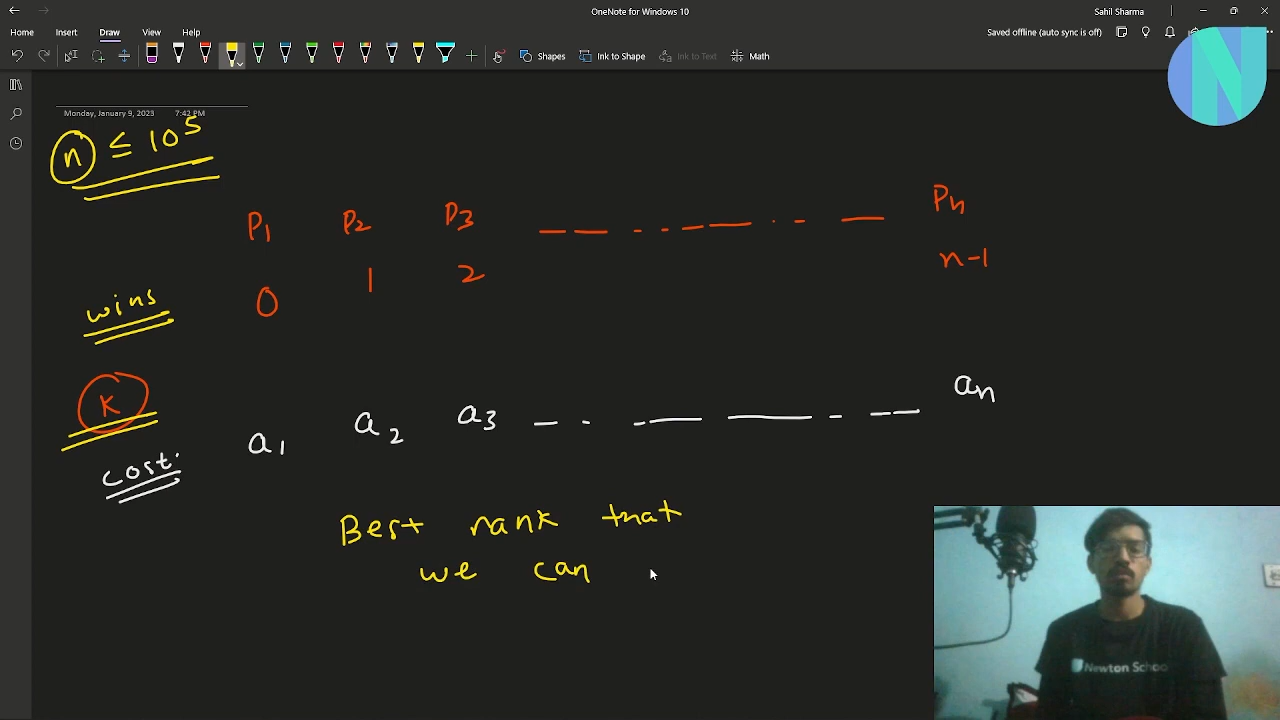 OneNote for Windows 10
Sahil Sharma
Home Insert Draw View Help
Saved offline (auto sync is off)
Shapes Ink to Shape Ink to Text Math
Monday, January 9, 2023 7:42 PM
n ≤ 10^5
P1 P2 P3 Pn
wins 0 1 2 n-1
K
cost. a1 a2 a3 an
Best rank that
we can
Newton Schoo
N